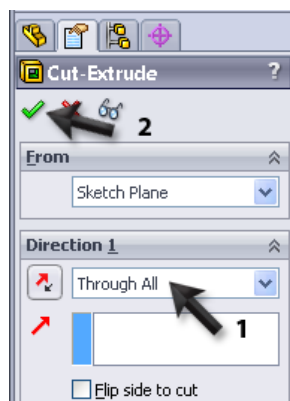 Cut-Extrude ?
2
From
Sketch Plane
Direction 1
Through All
1
Flip side to cut